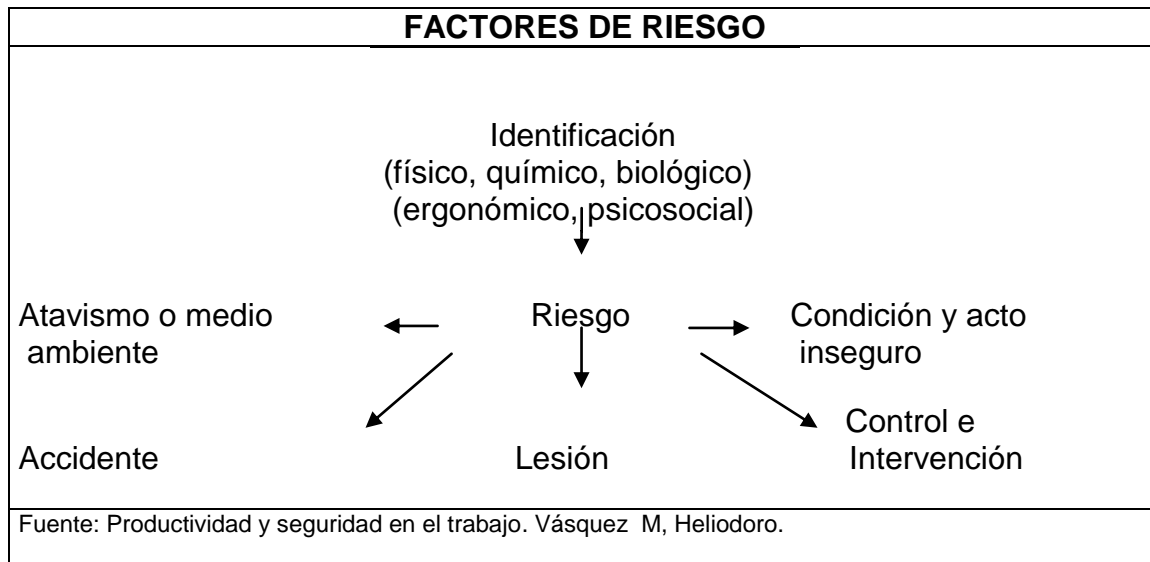 FACTORES DE RIESGO
Identificación
(físico, químico, biológico)
(ergonómico, psicosocial)
Atavismo o medio
ambiente
Riesgo
Condición y acto
inseguro
Accidente
Lesión
Control e
Intervención
Fuente: Productividad y seguridad en el trabajo. Vásquez M, Heliodoro.